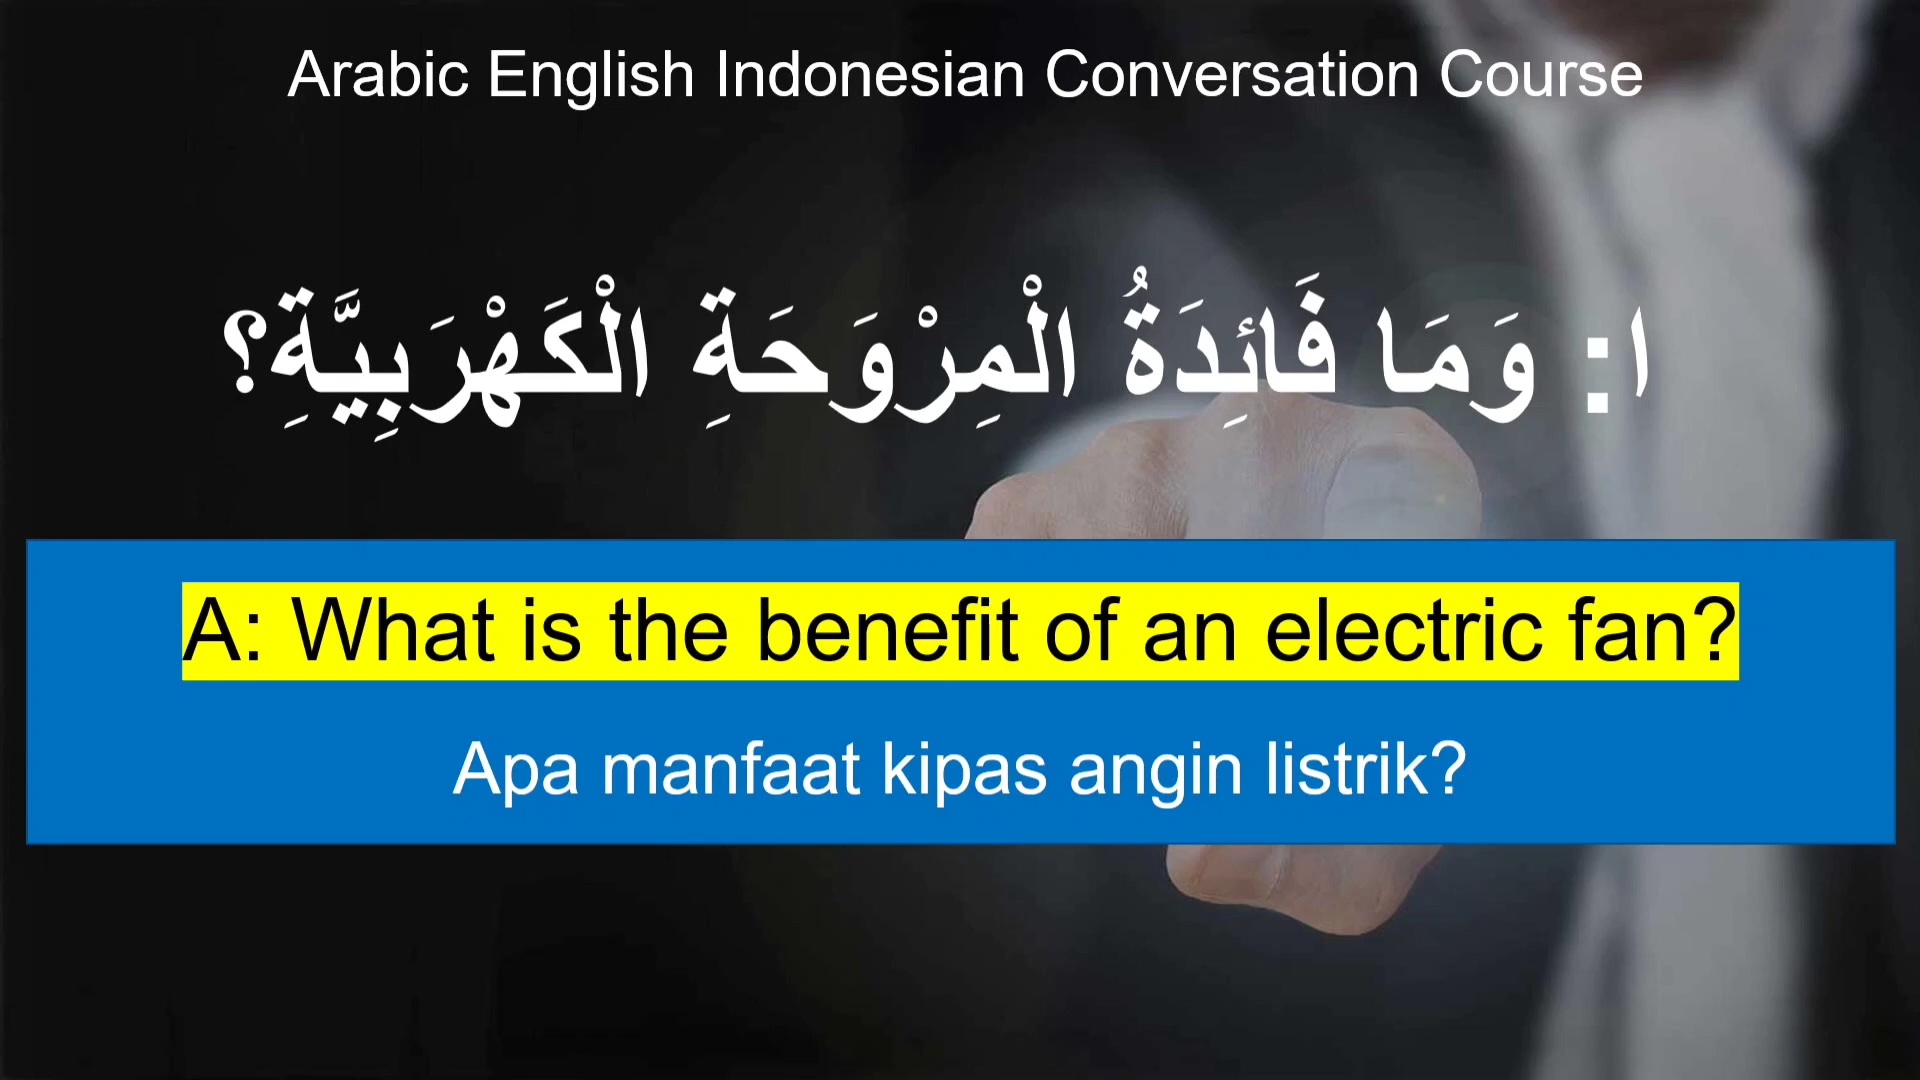 Arabic English Indonesian Conversation Course
ا: وَمَا فَائِدَةُ الْمِرْوَحَةِ الْكَهْرَبِيَّةِ؟
A: What is the benefit of an electric fan?
Apa manfaat kipas angin listrik?